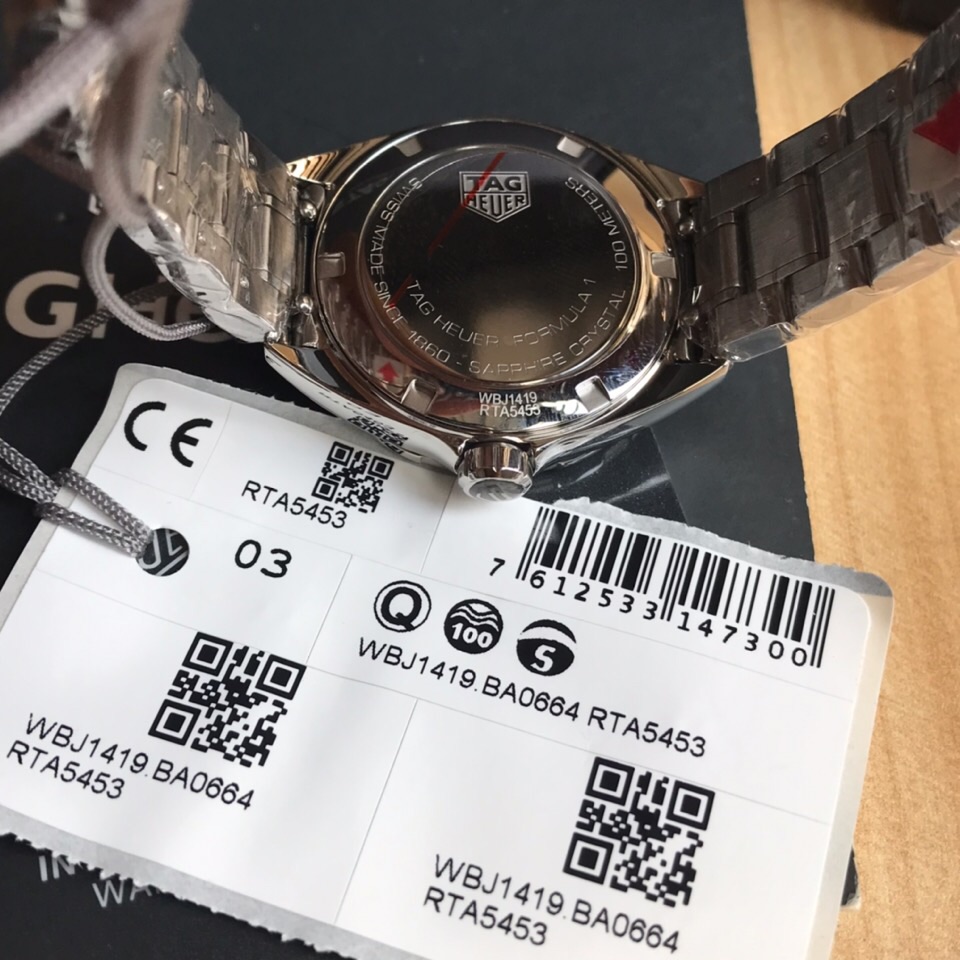 TAG
HEUER
SWISS MADE SINCE 1860 - SAPPHIRE CRYSTAL 100 METERS
TAG HEUER FORMULA 1
WBJ1419
RTA5453
CE
RTA5453
03
7 612533 147300
Q
100
S
WBJ1419.BA0664 RTA5453
WBJ1419.BA0664
RTA5453
WBJ1419.BA0664
RTA5453